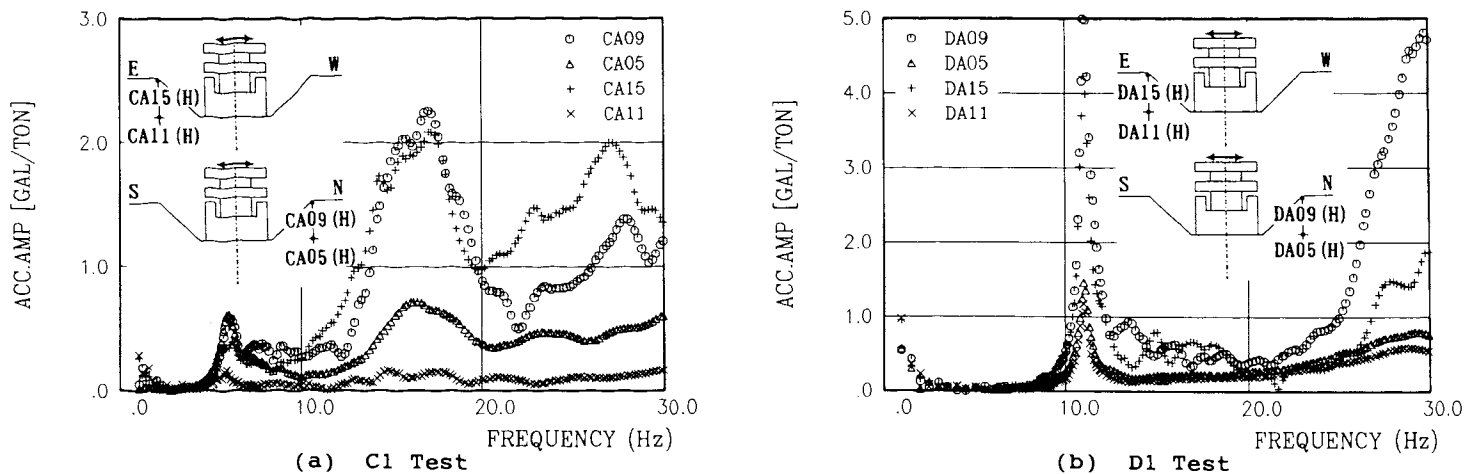 3.0
2.0
1.0
.0
ACC.AMP [GAL/TON]
.0 10.0 20.0 30.0
FREQUENCY (Hz)
E
W
CA15(H)
CA11(H)
S
N
CA09(H)
CA05(H)
CA09
CA05
CA15
CA11
(a) C1 Test
5.0
4.0
3.0
2.0
1.0
.0
ACC.AMP [GAL/TON]
.0 10.0 20.0 30.0
FREQUENCY (Hz)
E
W
DA15(H)
DA11(H)
S
N
DA09(H)
DA05(H)
DA09
DA05
DA15
DA11
(b) D1 Test